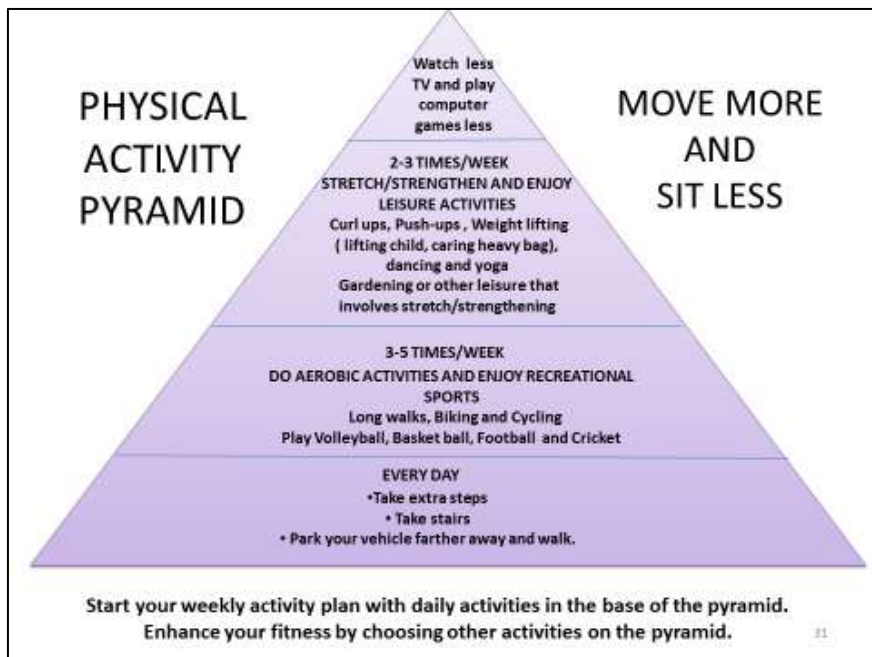 PHYSICAL
ACTIVITY
PYRAMID
MOVE MORE
AND
SIT LESS
Watch less
TV and play
computer
games less
2-3 TIMES/WEEK
STRETCH/STRENGTHEN AND ENJOY
LEISURE ACTIVITIES
Curl ups, Push-ups , Weight lifting
( lifting child, caring heavy bag),
dancing and yoga
Gardening or other leisure that
involves stretch/strengthening
3-5 TIMES/WEEK
DO AEROBIC ACTIVITIES AND ENJOY RECREATIONAL
SPORTS
Long walks, Biking and Cycling
Play Volleyball, Basket ball, Football and Cricket
EVERY DAY
•Take extra steps
• Take stairs
• Park your vehicle farther away and walk.
Start your weekly activity plan with daily activities in the base of the pyramid.
Enhance your fitness by choosing other activities on the pyramid.
31